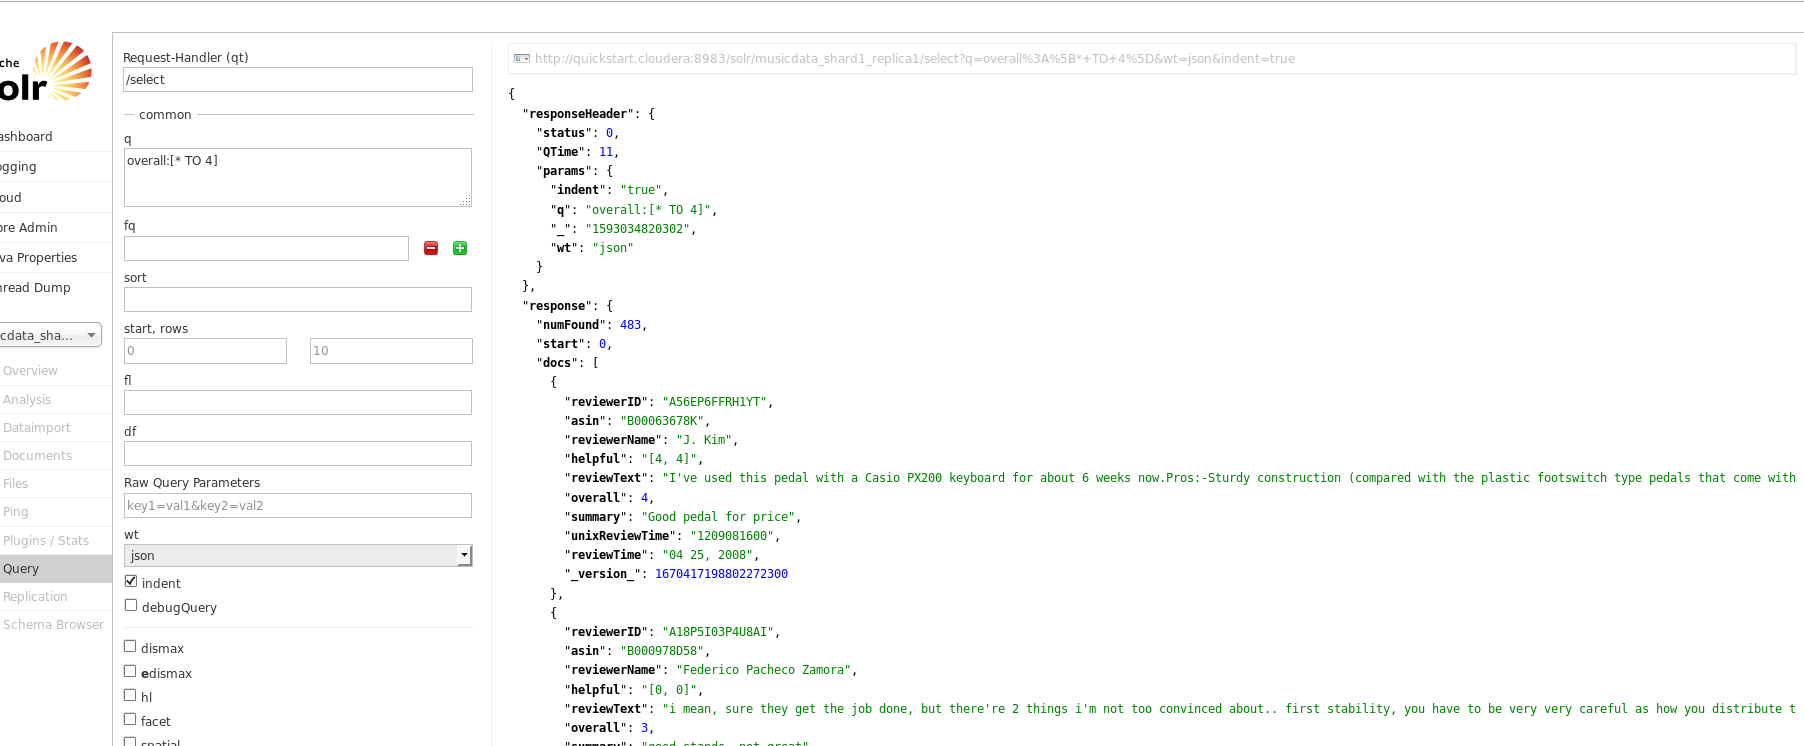 che
olr
ashboard
ogging
oud
ore Admin
va Properties
hread Dump
cdata_sha...
Overview
Analysis
Dataimport
Documents
Files
Ping
Plugins / Stats
Query
Replication
Schema Browser
Request-Handler (qt)
/select
common
q
overall:[* TO 4]
fq
sort
start, rows
0 10
fl
df
Raw Query Parameters
key1=val1&key2=val2
wt
json
indent
debugQuery
dismax
edismax
hl
facet
spatial
http://quickstart.cloudera:8983/solr/musicdata_shard1_replica1/select?q=overall%3A%5B*+TO+4%5D&wt=json&indent=true
{
"responseHeader": {
"status": 0,
"QTime": 11,
"params": {
"indent": "true",
"q": "overall:[* TO 4]",
"_": "1593034820302",
"wt": "json"
}
},
"response": {
"numFound": 483,
"start": 0,
"docs": [
{
"reviewerID": "A56EP6FFRH1YT",
"asin": "B00063678K",
"reviewerName": "J. Kim",
"helpful": "[4, 4]",
"reviewText": "I've used this pedal with a Casio PX200 keyboard for about 6 weeks now.Pros:-Sturdy construction (compared with the plastic footswitch type pedals that come with
"overall": 4,
"summary": "Good pedal for price",
"unixReviewTime": "1209081600",
"reviewTime": "04 25, 2008",
"_version_": 1670417198802272300
},
{
"reviewerID": "A18P5I03P4U8AI",
"asin": "B000978D58",
"reviewerName": "Federico Pacheco Zamora",
"helpful": "[0, 0]",
"reviewText": "i mean, sure they get the job done, but there're 2 things i'm not too convinced about.. first stability, you have to be very very careful as how you distribute t
"overall": 3,
"summary": "good stands, not great"